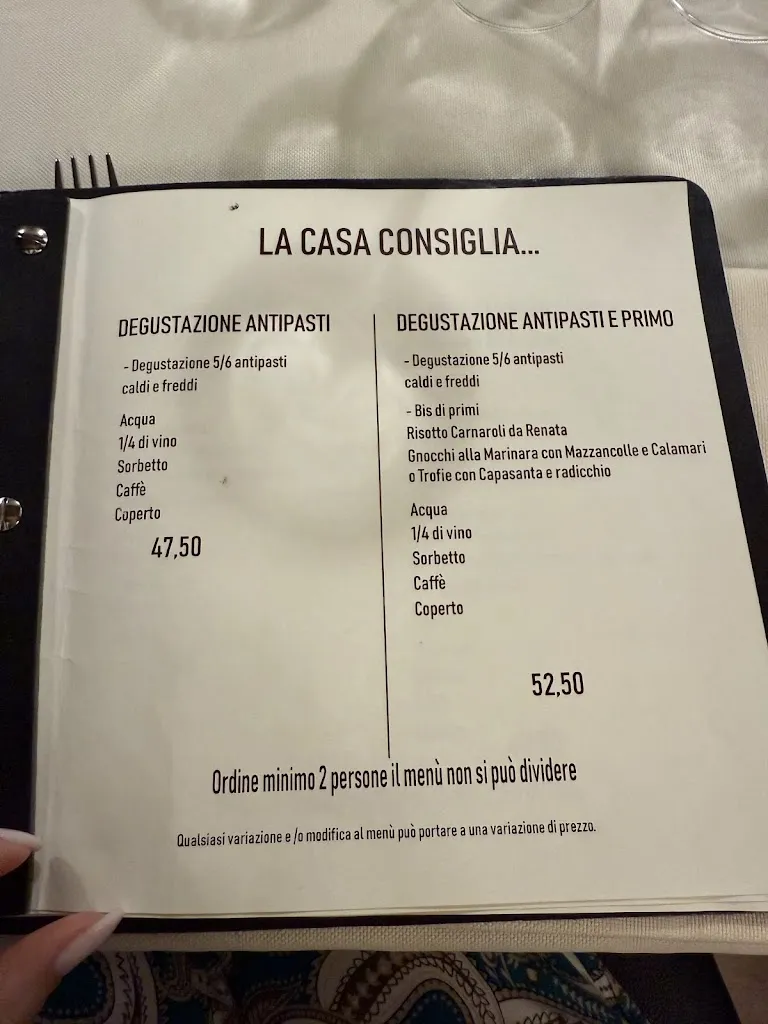 LA CASA CONSIGLIA...
DEGUSTAZIONE ANTIPASTI
- Degustazione 5/6 antipasti
caldi e freddi
Acqua
1/4 di vino
Sorbetto
Caffè
Coperto
47,50
DEGUSTAZIONE ANTIPASTI E PRIMO
- Degustazione 5/6 antipasti
caldi e freddi
- Bis di primi
Risotto Carnaroli da Renata
Gnocchi alla Marinara con Mazzancolle e Calamari
o Trofie con Capasanta e radicchio
Acqua
1/4 di vino
Sorbetto
Caffè
Coperto
52,50
Ordine minimo 2 persone il menù non si può dividere
Qualsiasi variazione e /o modifica al menù può portare a una variazione di prezzo.